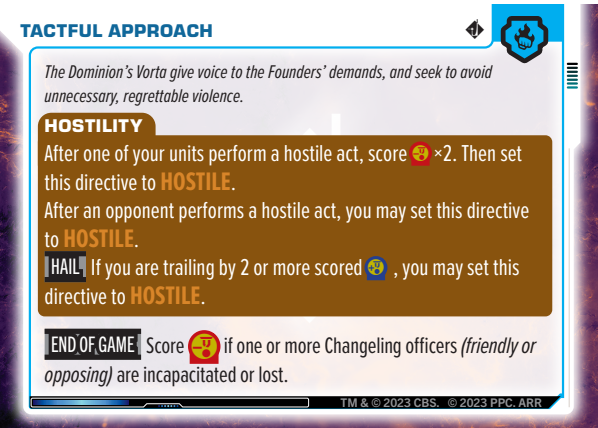 TACTFUL APPROACH
The Dominion's Vorta give voice to the Founders' demands, and seek to avoid
unnecessary, regrettable violence.
HOSTILITY
After one of your units perform a hostile act, score ×2. Then set
this directive to HOSTILE.
After an opponent performs a hostile act, you may set this directive
to HOSTILE.
HAIL If you are trailing by 2 or more scored , you may set this
directive to HOSTILE.
END OF GAME Score if one or more Changeling officers (friendly or
opposing) are incapacitated or lost.
TM & © 2023 CBS. © 2023 PPC. ARR